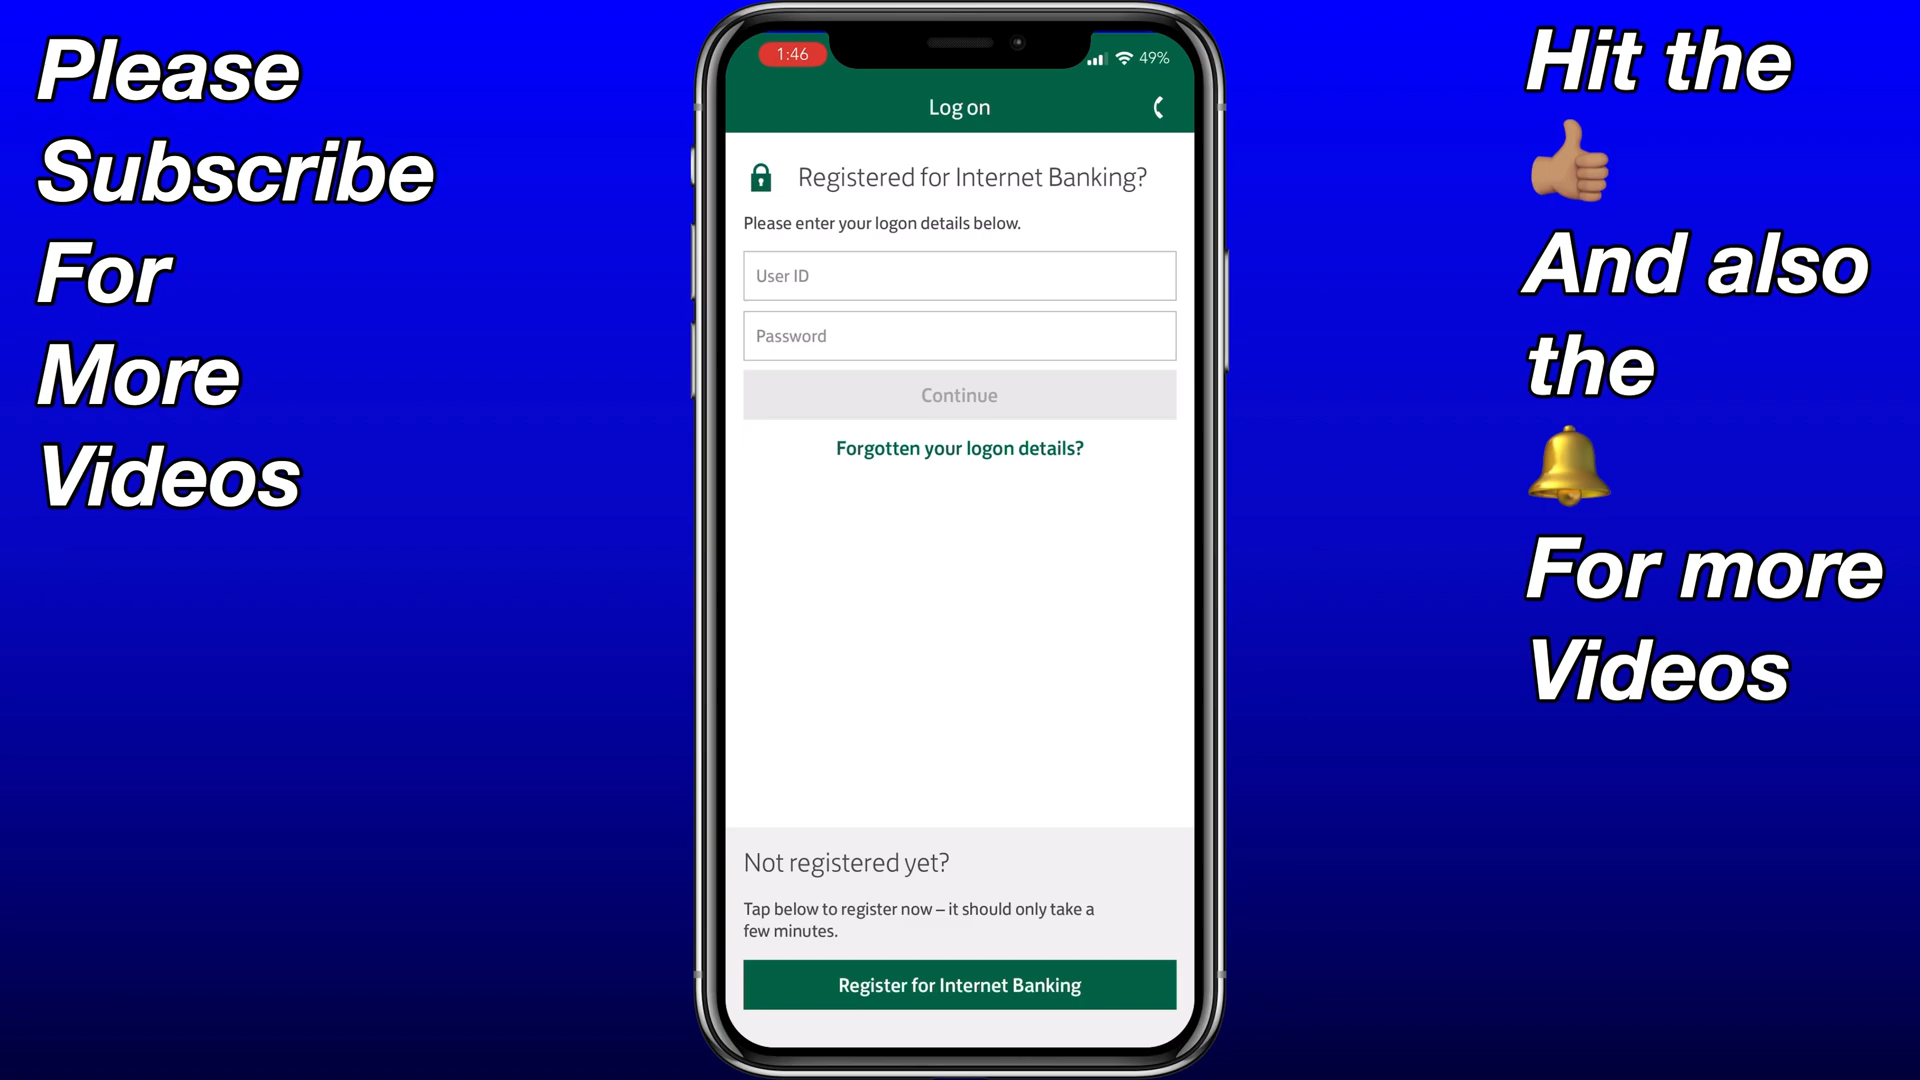 Please
Subscribe
For
More
Videos
1:46
49%
Log on
Registered for Internet Banking?
Please enter your logon details below.
User ID
Password
Continue
Forgotten your logon details?
Not registered yet?
Tap below to register now – it should only take a
few minutes.
Register for Internet Banking
Hit the
👍🏽
And also
the
🔔
For more
Videos